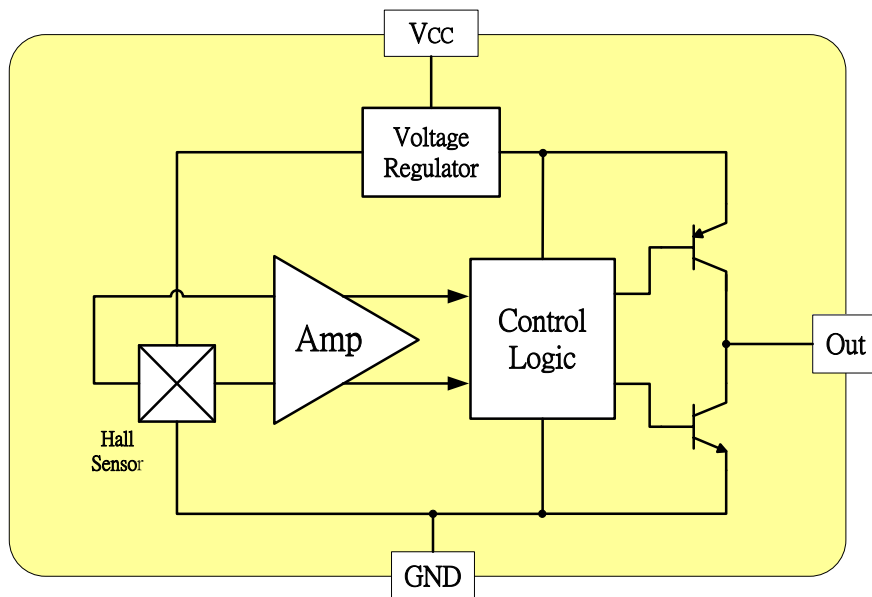 Vcc
Voltage
Regulator
Amp
Control
Logic
Out
Hall
Sensor
GND